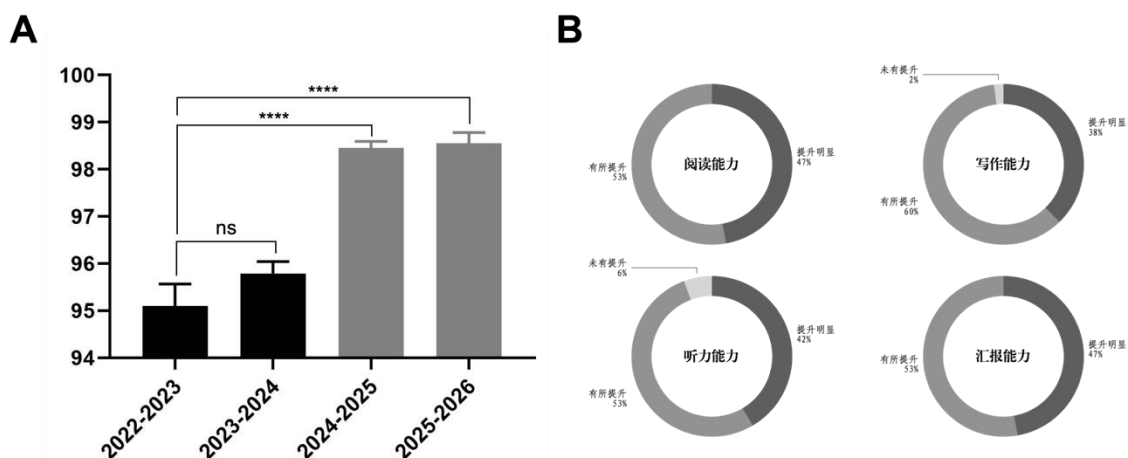 A
100
99
98
97
96
95
94
****
****
ns
2022-2023
2023-2024
2024-2025
2025-2026
B
阅读能力
有所提升
53%
提升明显
47%
未有提升
2%
写作能力
提升明显
38%
有所提升
60%
未有提升
6%
听力能力
提升明显
42%
有所提升
53%
汇报能力
有所提升
53%
提升明显
47%